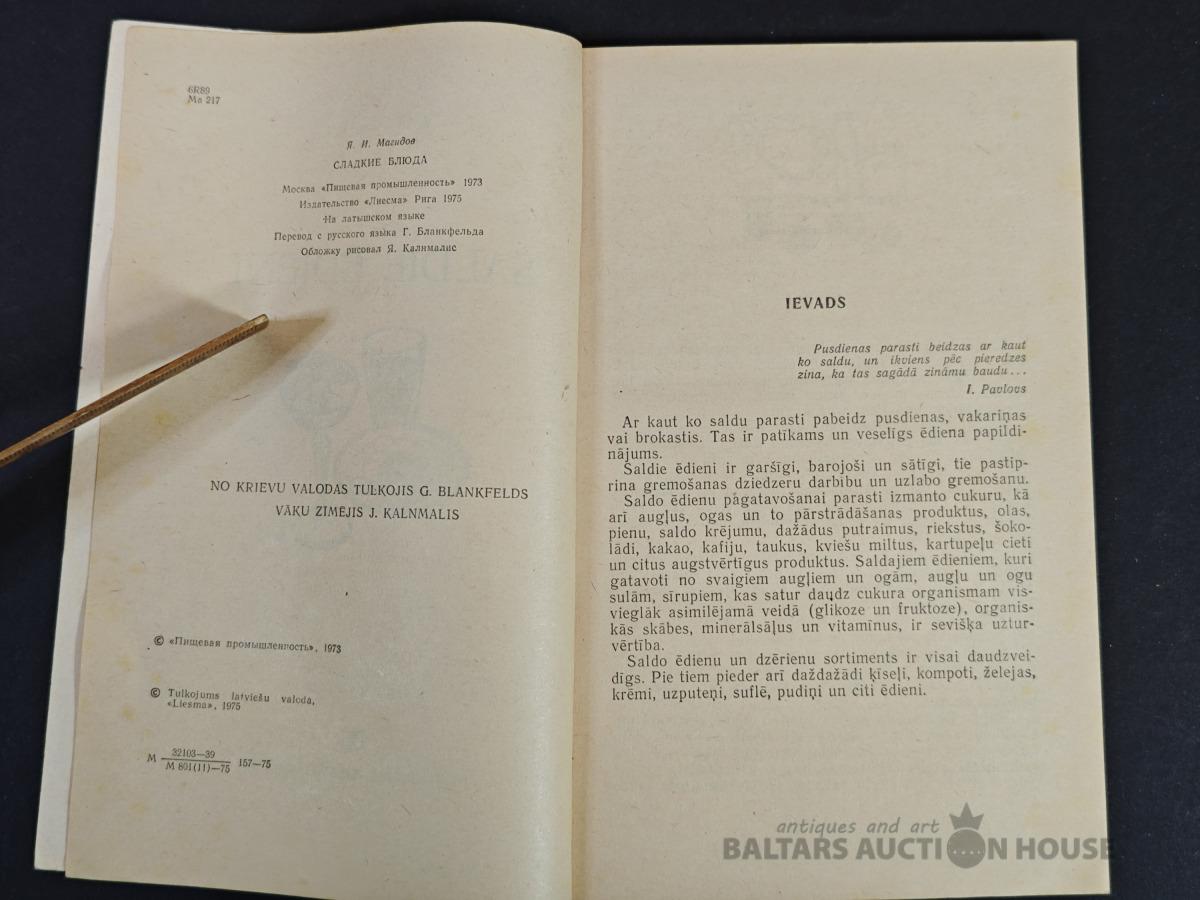 6R89
Ma 217
Я. И. Магидов
СЛАДКИЕ БЛЮДА
Москва «Пищевая промышленность» 1973
Издательство «Лиесма» Рига 1975
На латышском языке
Перевод с русского языка Г. Бланкфельда
Обложку рисовал Я. Калнмалис
NO KRIEVU VALODAS TULKOJIS G. BLANKFELDS
VĀKU ZĪMĒJIS J. KALNMALIS
© «Пищевая промышленность», 1973
© Tulkojums latviešu valodā,
«Liesma», 1975
М 32103—39
М 801(11)—75 157—75
IEVADS
Pusdienas parasti beidzas ar kaut
ko saldu, un ikviens pēc pieredzes
zina, ka tas sagādā zināmu baudu...
I. Pavlovs
Ar kaut ko saldu parasti pabeidz pusdienas, vakariņas
vai brokastis. Tas ir patīkams un veselīgs ēdiena papildi-
nājums.
Saldie ēdieni ir garšīgi, barojoši un sātīgi, tie pastip-
rina gremošanas dziedzeru darbību un uzlabo gremošanu.
Saldo ēdienu pagatavošanai parasti izmanto cukuru, kā
arī augļus, ogas un to pārstrādāšanas produktus, olas,
pienu, saldo krējumu, dažādus putraimus, riekstus, šoko-
lādi, kakao, kafiju, taukus, kviešu miltus, kartupeļu cieti
un citus augstvērtīgus produktus. Saldajiem ēdieniem, kuri
gatavoti no svaigiem augļiem un ogām, augļu un ogu
sulām, sīrupiem, kas satur daudz cukura organismam vis-
vieglāk asimilējamā veidā (glikoze un fruktoze), organis-
kās skābes, minerālsāļus un vitamīnus, ir sevišķa uztur-
vērtība.
Saldo ēdienu un dzērienu sortiments ir visai daudzvei-
dīgs. Pie tiem pieder arī daždažādi ķīseļi, kompoti, želejas,
krēmi, uzputeņi, suflē, pudiņi un citi ēdieni.
antiques and art
BALTARS AUCTION HOUSE